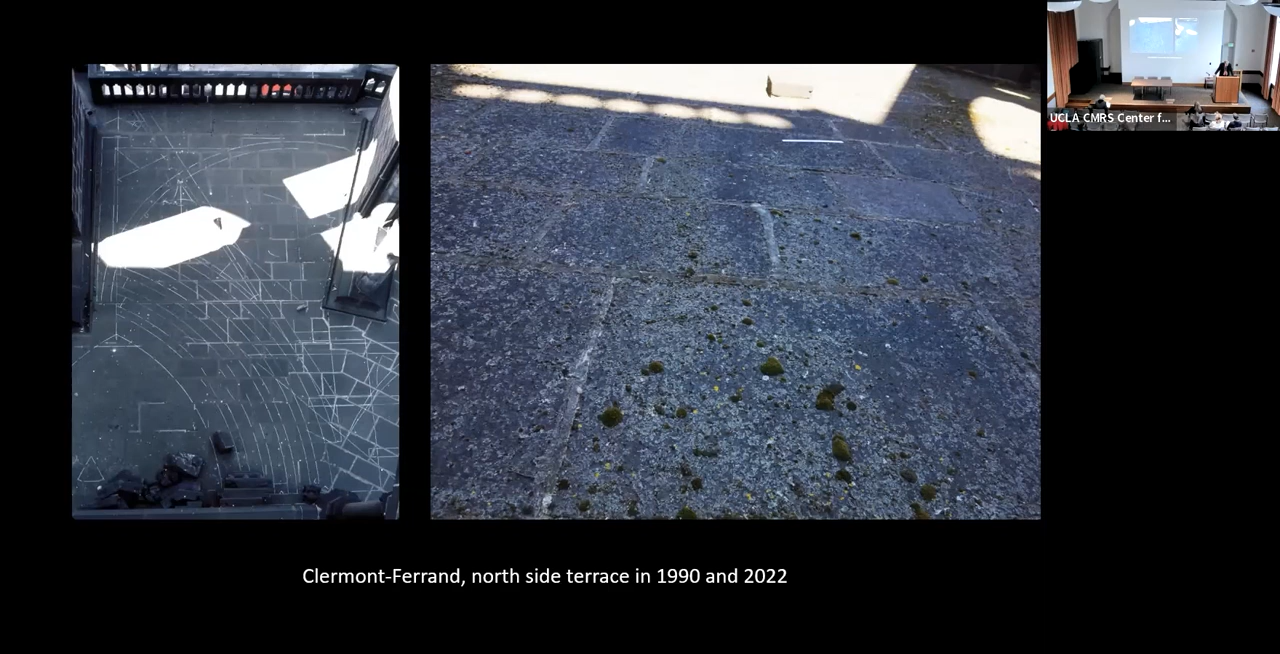 UCLA CMRS Center f...
Clermont-Ferrand, north side terrace in 1990 and 2022